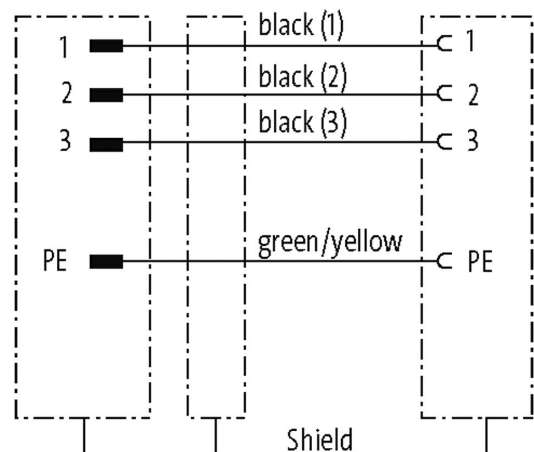 1 black (1) 1
2 black (2) 2
3 black (3) 3
PE green/yellow PE
Shield